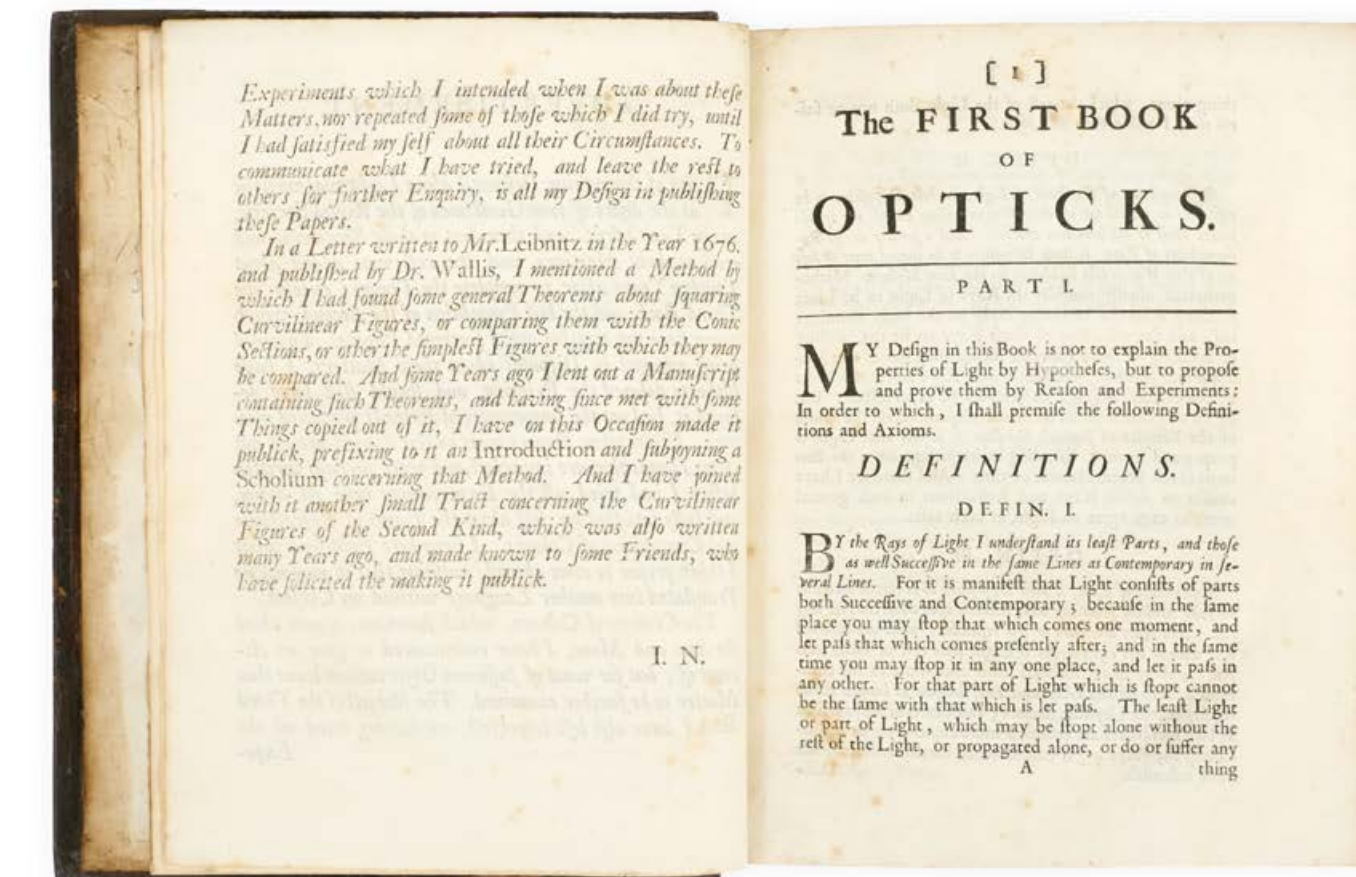 Experiments which I intended when I was about theſe
Matters, nor repeated ſome of thoſe which I did try, until
I had ſatisfied my ſelf about all their Circumſtances. To
communicate what I have tried, and leave the reſt to
others for further Enquiry, is all my Deſign in publiſhing
theſe Papers.
In a Letter written to Mr. Leibnitz in the Year 1676.
and publiſhed by Dr. Wallis, I mentioned a Method by
which I had found ſome general Theorems about ſquaring
Curvilinear Figures, or comparing them with the Conic
Sections, or other the ſimpleſt Figures with which they may
be compared. And ſome Years ago I lent out a Manuſcript
containing ſuch Theorems, and having ſince met with ſome
Things copied out of it, I have on this Occaſion made it
publick, prefixing to it an Introduction and ſubjoyning a
Scholium concerning that Method. And I have joined
with it another ſmall Tract concerning the Curvilinear
Figures of the Second Kind, which was alſo written
many Years ago, and made known to ſome Friends, who
have ſolicited the making it publick.
I. N.
[ 1 ]
The FIRST BOOK
OF
OPTICKS.
PART I.
MY Deſign in this Book is not to explain the Pro-
perties of Light by Hypotheſes, but to propoſe
and prove them by Reaſon and Experiments:
In order to which, I ſhall premiſe the following Defini-
tions and Axioms.
DEFINITIONS.
DEFIN. I.
BY the Rays of Light I underſtand its leaſt Parts, and thoſe
as well Succeſſive in the ſame Lines as Contemporary in ſe-
veral Lines. For it is manifeſt that Light conſiſts of parts
both Succeſſive and Contemporary; becauſe in the ſame
place you may ſtop that which comes one moment, and
let paſs that which comes preſently after; and in the ſame
time you may ſtop it in any one place, and let it paſs in
any other. For that part of Light which is ſtopt cannot
be the ſame with that which is let paſs. The leaſt Light
or part of Light, which may be ſtopt alone without the
reſt of the Light, or propagated alone, or do or ſuffer any
A thing